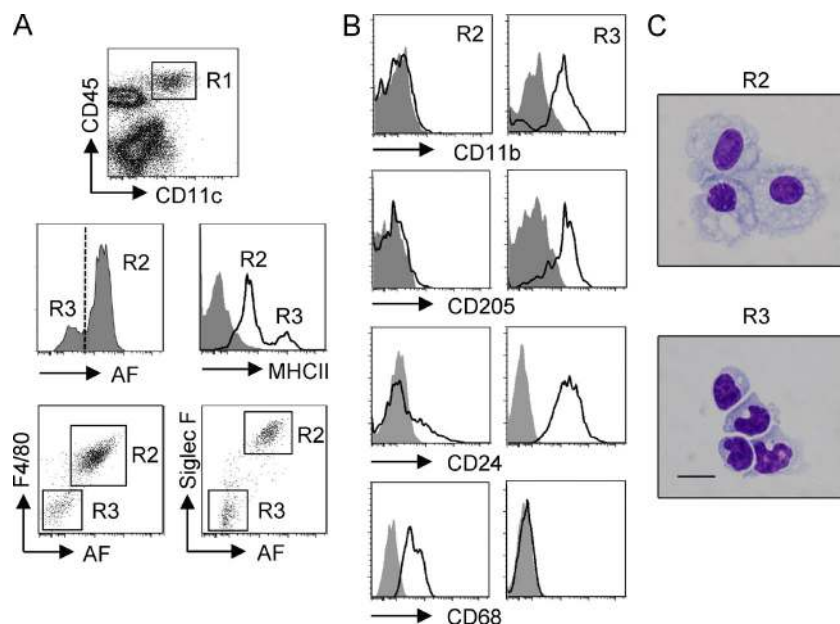 A
CD45
R1
CD11c
R3
R2
AF
R2
R3
MHCII
F4/80
R2
R3
AF
Siglec F
R2
R3
AF
B
R2
R3
CD11b
CD205
CD24
CD68
C
R2
R3